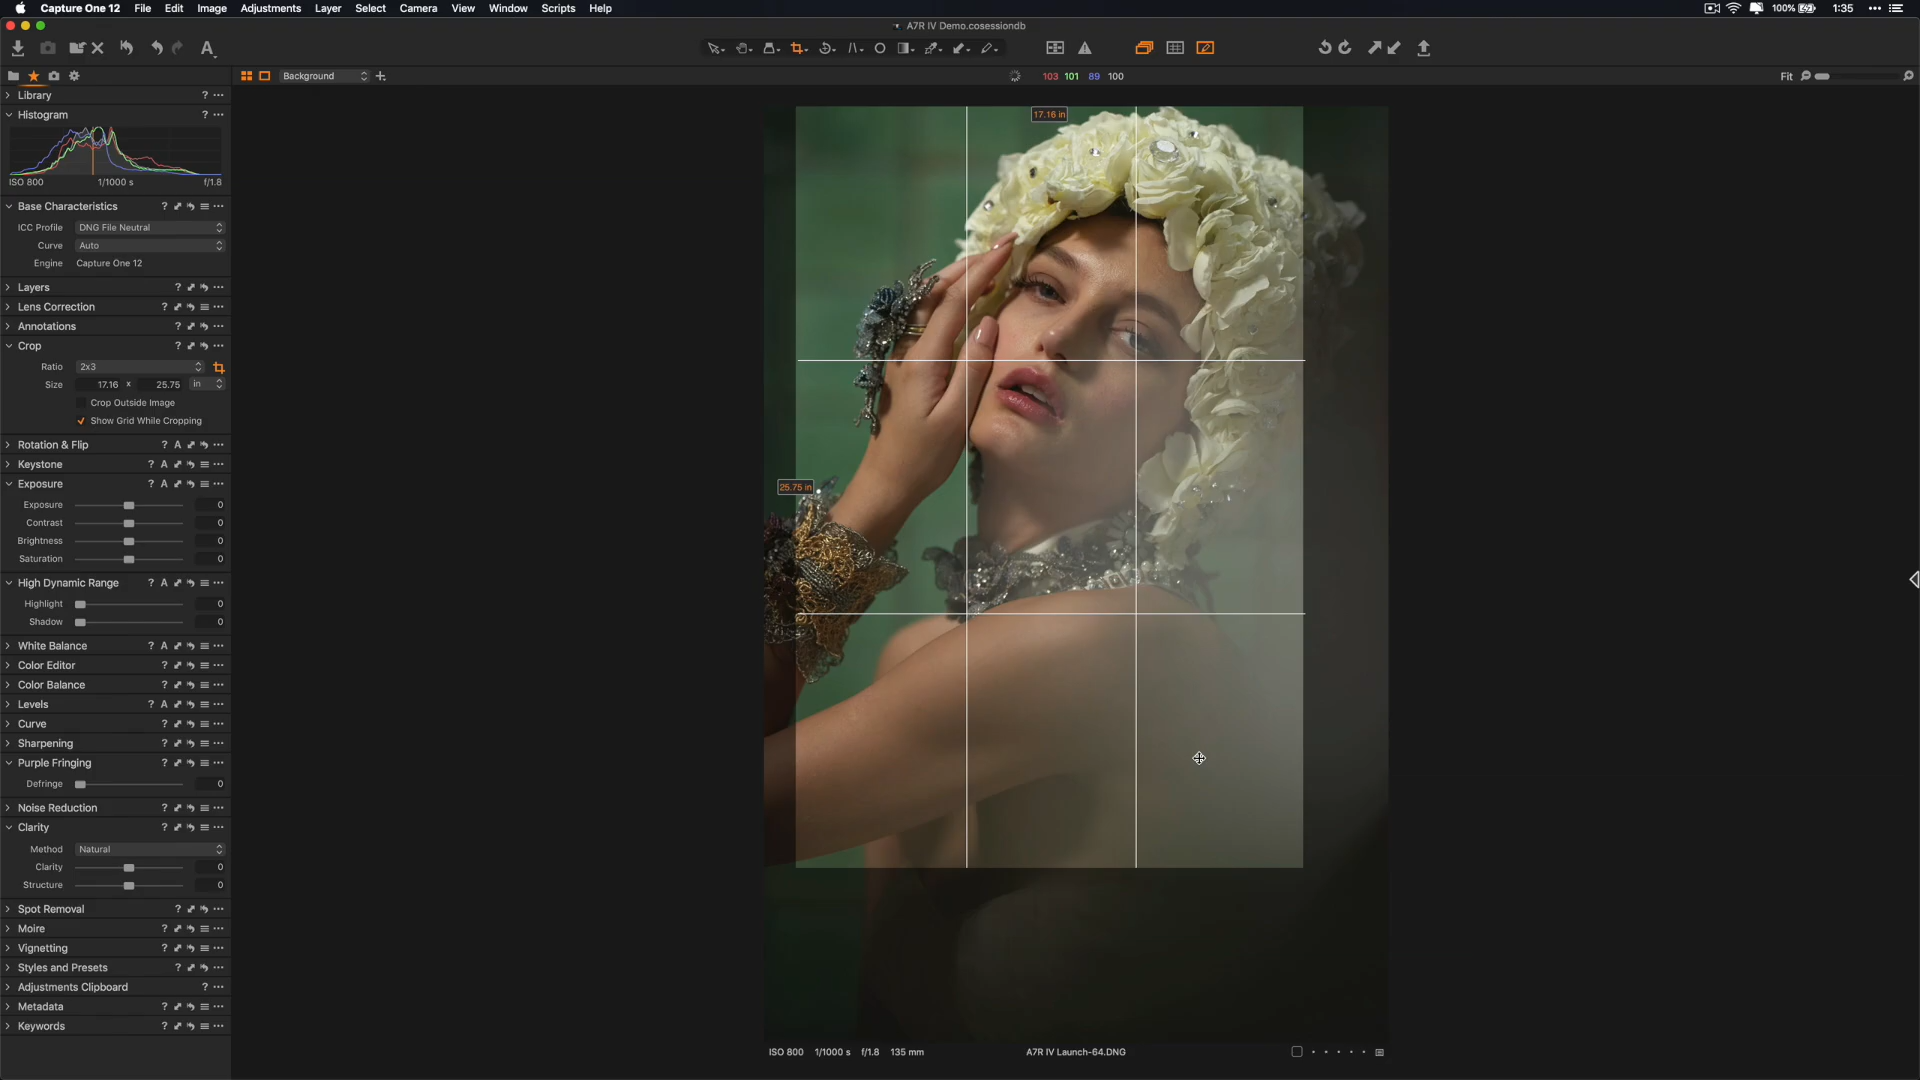 Capture One 12 File Edit Image Adjustments Layer Select Camera View Window Scripts Help 100% 1:35
A7R IV Demo.cosessiondb
Background 103 101 89 100 Fit
Library ?
Histogram ?
ISO 800 1/1000 s f/1.8
Base Characteristics ?
ICC Profile DNG File Neutral
Curve Auto
Engine Capture One 12
Layers ?
Lens Correction ?
Annotations ?
Crop ?
Ratio 2x3
Size 17.16 x 25.75 in
Crop Outside Image
Show Grid While Cropping
Rotation & Flip ? A
Keystone ? A
Exposure ? A
Exposure 0
Contrast 0
Brightness 0
Saturation 0
High Dynamic Range ? A
Highlight 0
Shadow 0
White Balance ? A
Color Editor ?
Color Balance ?
Levels ? A
Curve ?
Sharpening ?
Purple Fringing ?
Defringe 0
Noise Reduction ?
Clarity ?
Method Natural
Clarity 0
Structure 0
Spot Removal ?
Moire ?
Vignetting ?
Styles and Presets ?
Adjustments Clipboard ?
Metadata ?
Keywords ?
17.16 in
25.75 in
ISO 800 1/1000 s f/1.8 135 mm A7R IV Launch-64.DNG